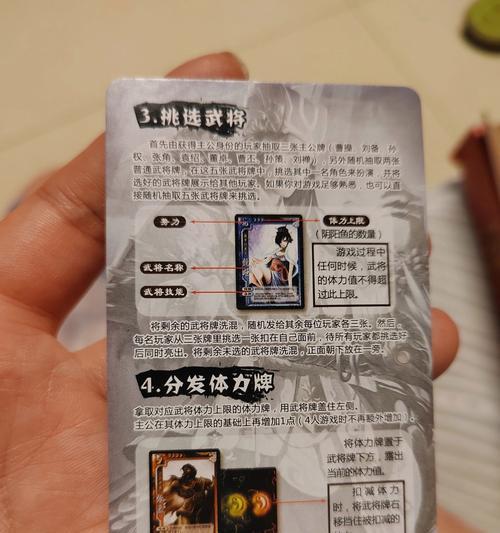 3.挑选武将
首先由获得主公身份的玩家抽取三张主公牌（曹操、刘备、孙
权、张角、袁绍、董卓、曹丕、孙策、刘禅），另外随机抽取两张
普通武将牌，在这五张武将牌中，挑选其中一名角色来扮演，并将
选好的武将牌展示给其他玩家。如果你对游戏足够熟悉，也可以直
接随机抽取五张武将牌来挑选。
势力
体力上限
（阴阳鱼的数量）
武将名称
武将技能
游戏过程中
任何时候，武将
的体力值不得超
过此上限。
将剩余的武将牌洗混，随机发给其余每位玩家各三张。然后，
每名玩家从三张牌里挑选一张扣在自己面前，待所有玩家都挑选好
后同时亮出。将剩余未选的武将牌洗混，正面朝下放在一旁。
4.分发体力牌
拿取对应武将体力上限的体力牌，用武将牌盖住左侧。
主公在其体力上限的基础上再增加1点（4人游戏时不再额外增加）。
将体力牌置于
武将牌下方，露出
当前的体力值。
扣减体力
时，将武将牌右
移挡住被扣减的